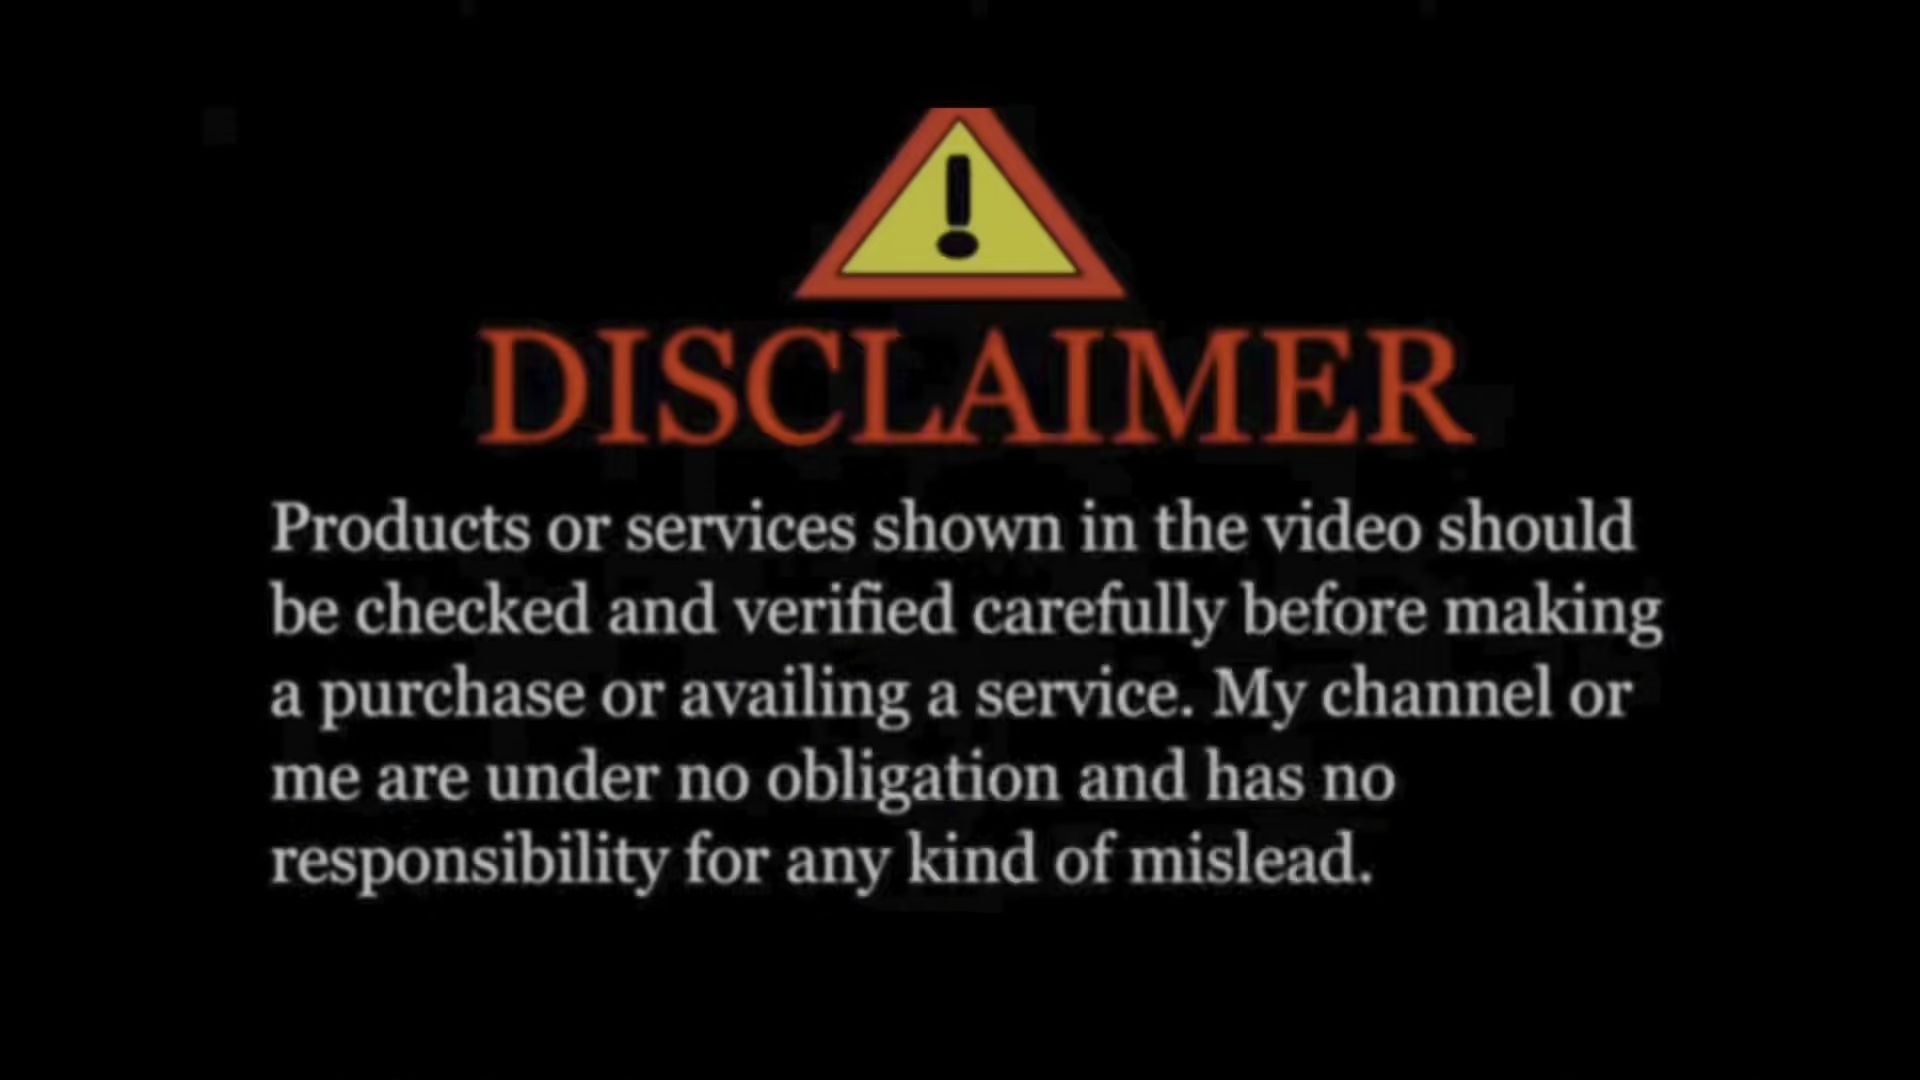 !
DISCLAIMER
Products or services shown in the video should
be checked and verified carefully before making
a purchase or availing a service. My channel or
me are under no obligation and has no
responsibility for any kind of mislead.